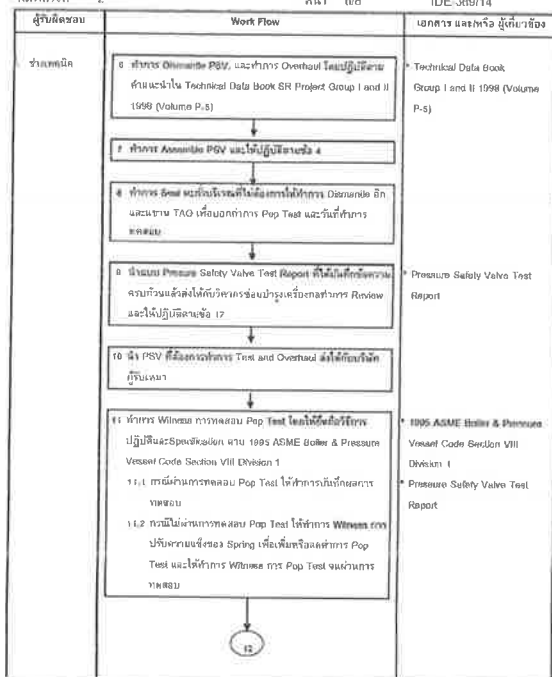 2
หน้า 6/8
IDE-389/14
ผู้รับผิดชอบ
Work Flow
เอกสาร และ/หรือ ผู้เกี่ยวข้อง
ช่างเทคนิค
6 ทำการ Dismantle PSV, และทำการ Overhaul โดยปฏิบัติตาม
คำแนะนำใน Technical Data Book SR Project Group I and II
1998 (Volume P-5)
* Technical Data Book
Group I and II 1998 (Volume
P-5)
7 ทำการ Assemble PSV และให้ปฏิบัติตามข้อ 4
8 ทำการ Seal ตะกั่วบริเวณที่ไม่ต้องการให้ทำการ Dismantle อีก
และแขวน TAG เพื่อบอกค่าการ Pop Test และวันที่ทำการ
ทดสอบ
9 นำแบบ Pressure Safety Valve Test Report ที่ได้บันทึกข้อความ
ครบถ้วนแล้วส่งให้กับวิศวกรซ่อมบำรุงเครื่องกลทำการ Review
และให้ปฏิบัติตามข้อ 17
* Pressure Safety Valve Test
Report
10 นำ PSV ที่ต้องการทำการ Test and Overhaul ส่งให้กับบริษัท
ผู้รับเหมา
11 ทำการ Witness การทดสอบ Pop Test โดยให้ยึดถือวิธีการ
ปฏิบัติและSpecification ตาม 1995 ASME Boiler & Pressure
Vessel Code Section VIII Division 1
11.1 กรณีผ่านการทดสอบ Pop Test ให้ทำการบันทึกผลการ
ทดสอบ
11.2 กรณีไม่ผ่านการทดสอบ Pop Test ให้ทำการ Witness การ
ปรับความแข็งของ Spring เพื่อเพิ่มหรือลดค่าการ Pop
Test และให้ทำการ Witness การ Pop Test จนผ่านการ
ทดสอบ
* 1995 ASME Boiler & Pressure
Vessel Code Section VIII
Division 1
* Pressure Safety Valve Test
Report
12